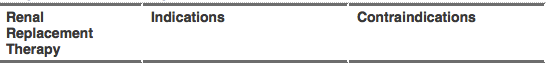 Renal Indications Contraindications
Replacement
Therapy